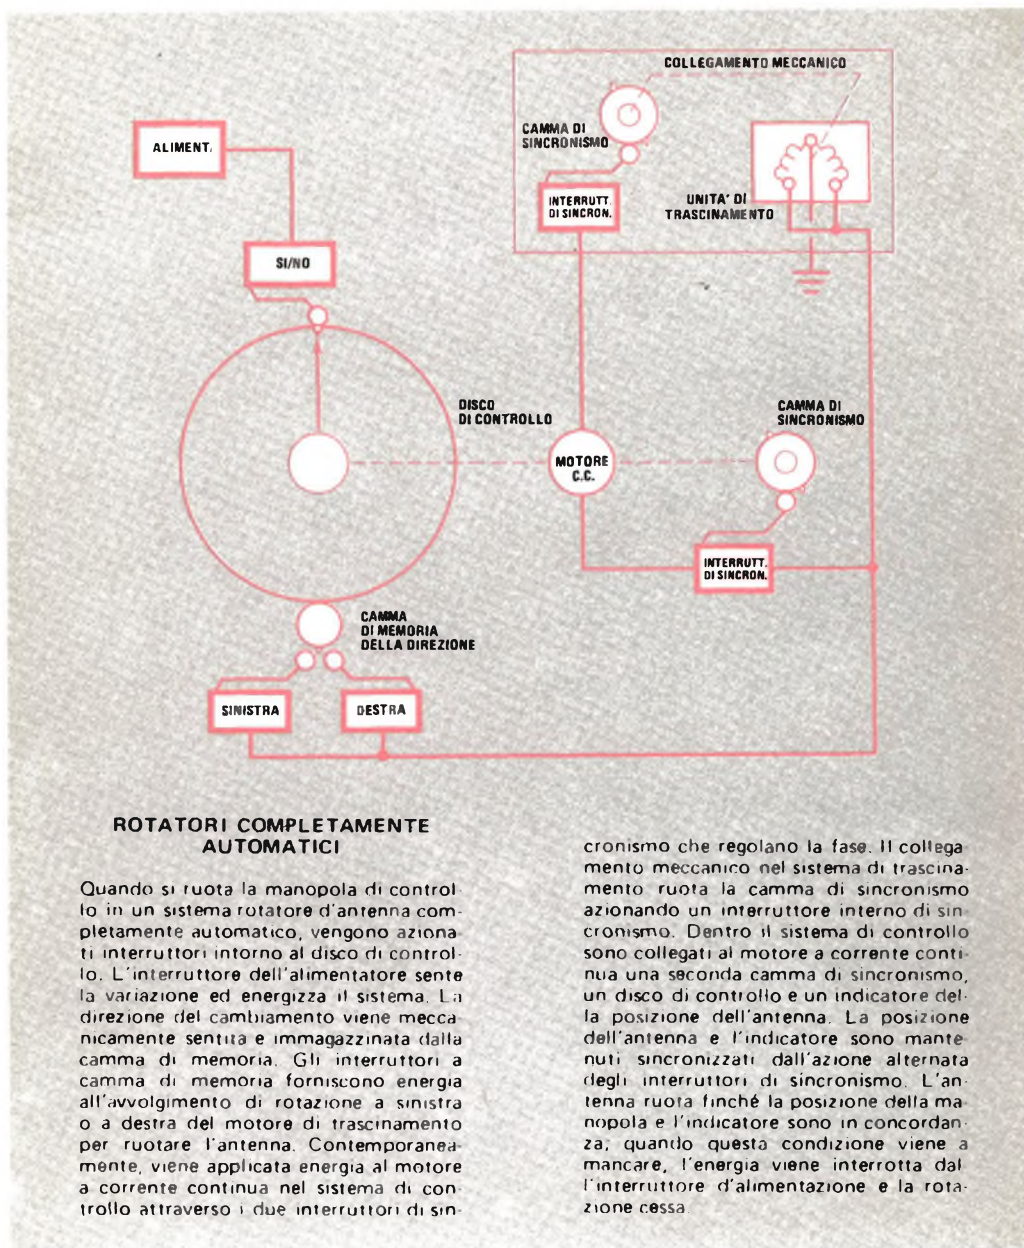 COLLEGAMENTO MECCANICO
CAMMA DI
SINCRONISMO
ALIMENT.
INTERRUTT.
DI SINCRON.
UNITA' DI
TRASCINAMENTO
SI/NO
DISCO
DI CONTROLLO
CAMMA DI
SINCRONISMO
MOTORE
C.C.
INTERRUTT.
DI SINCRON.
CAMMA
DI MEMORIA
DELLA DIREZIONE
SINISTRA
DESTRA
ROTATORI COMPLETAMENTE
AUTOMATICI
Quando si ruota la manopola di control-
lo in un sistema rotatore d'antenna com-
pletamente automatico, vengono aziona-
ti interruttori intorno al disco di control-
lo. L'interruttore dell'alimentatore sente
la variazione ed energizza il sistema. La
direzione del cambiamento viene mecca-
nicamente sentita e immagazzinata dalla
camma di memoria. Gli interruttori a
camma di memoria forniscono energia
all'avvolgimento di rotazione a sinistra
o a destra del motore di trascinamento
per ruotare l'antenna. Contemporanea-
mente, viene applicata energia al motore
a corrente continua nel sistema di con-
trollo attraverso i due interruttori di sin-
cronismo che regolano la fase. Il collega-
mento meccanico nel sistema di trascina-
mento ruota la camma di sincronismo
azionando un interruttore interno di sin-
cronismo. Dentro il sistema di controllo
sono collegati al motore a corrente conti-
nua una seconda camma di sincronismo,
un disco di controllo e un indicatore del-
la posizione dell'antenna. La posizione
dell'antenna e l'indicatore sono mante-
nuti sincronizzati dall'azione alternata
degli interruttori di sincronismo. L'an-
tenna ruota finché la posizione della ma-
nopola e l'indicatore sono in concordan-
za; quando questa condizione viene a
mancare, l'energia viene interrotta dal-
l'interruttore d'alimentazione e la rota-
zione cessa.